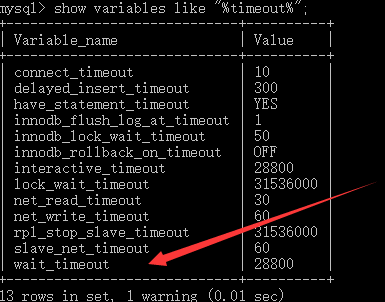 mysql> show variables like "%timeout%";
+-----------------------------+----------+
| Variable_name | Value |
+-----------------------------+----------+
| connect_timeout | 10 |
| delayed_insert_timeout | 300 |
| have_statement_timeout | YES |
| innodb_flush_log_at_timeout | 1 |
| innodb_lock_wait_timeout | 50 |
| innodb_rollback_on_timeout | OFF |
| interactive_timeout | 28800 |
| lock_wait_timeout | 31536000 |
| net_read_timeout | 30 |
| net_write_timeout | 60 |
| rpl_stop_slave_timeout | 31536000 |
| slave_net_timeout | 60 |
| wait_timeout | 28800 |
+-----------------------------+----------+
13 rows in set, 1 warning (0.01 sec)